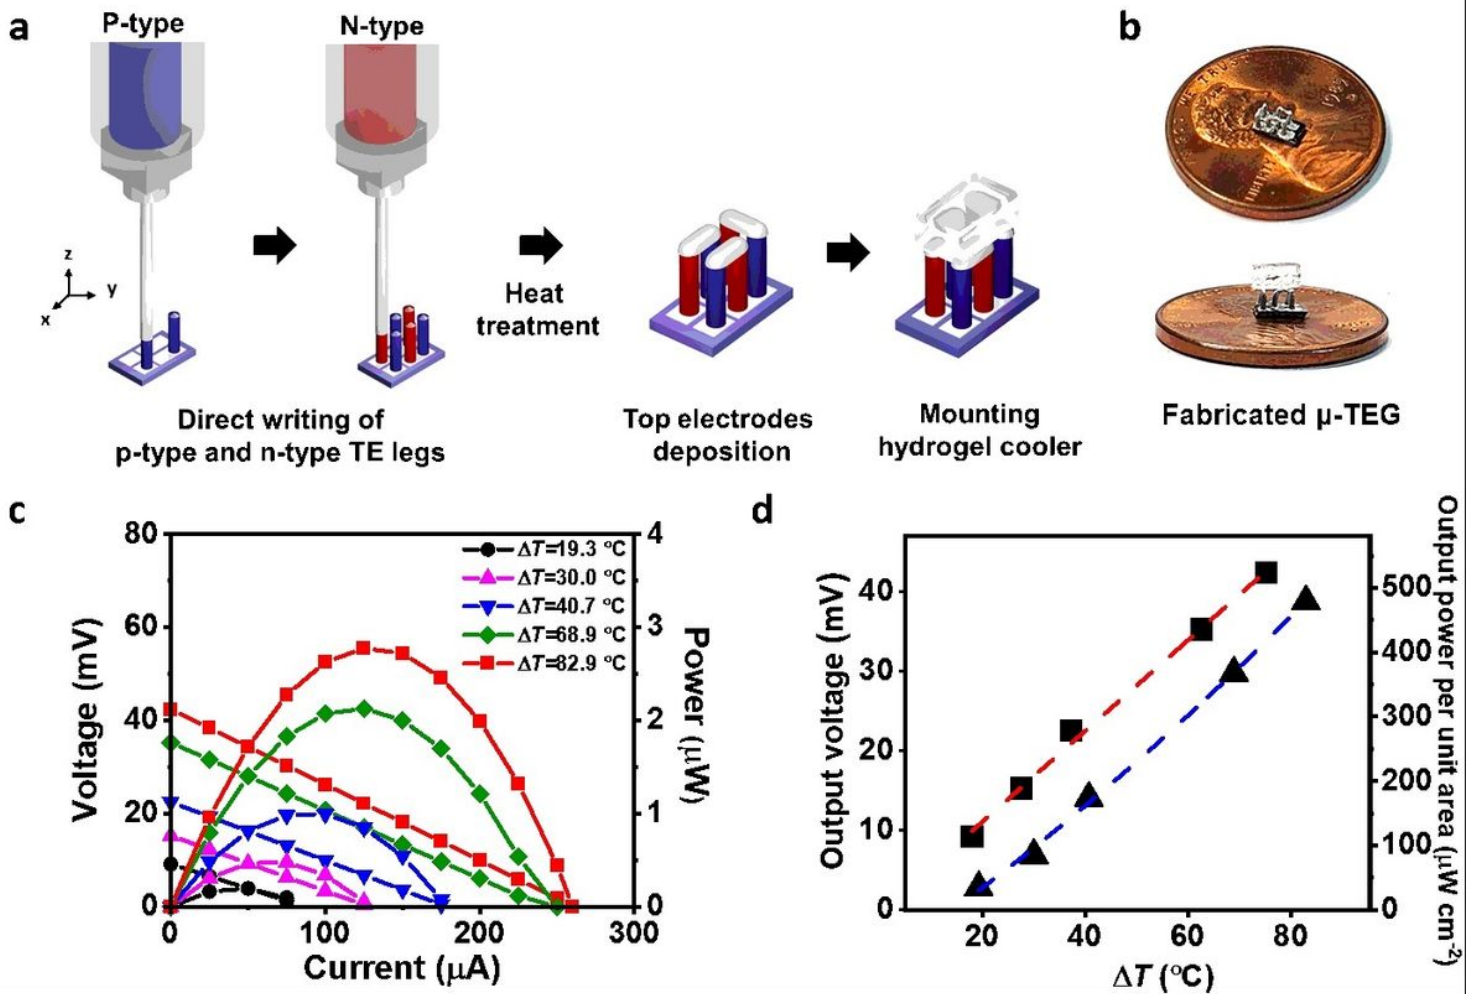 a
P-type
N-type
b
z
y
x
Heat
treatment
Direct writing of
p-type and n-type TE legs
Top electrodes
deposition
Mounting
hydrogel cooler
Fabricated μ-TEG
c
80
60
40
20
0
Voltage (mV)
4
3
2
1
0
Power (μW)
ΔT=19.3 °C
ΔT=30.0 °C
ΔT=40.7 °C
ΔT=68.9 °C
ΔT=82.9 °C
0
100
200
300
Current (μA)
d
40
30
20
10
0
Output voltage (mV)
500
400
300
200
100
0
Output power per unit area (μW cm⁻²)
20
40
60
80
ΔT (°C)